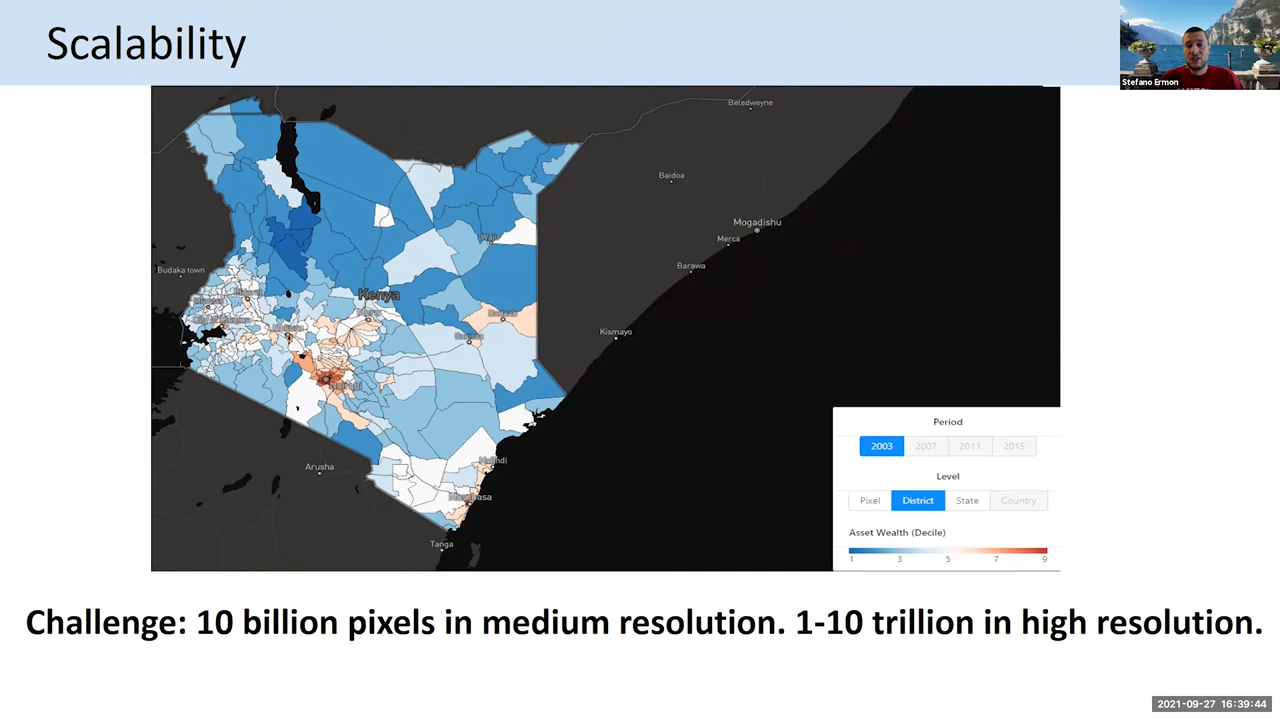 Scalability
Stefano Ermon
Beledweyne
Baidoa
Mogadishu
Merca
Barawa
Budaka town
Kenya
Kismayo
Nairobi
Arusha
Malindi
Mombasa
Tanga
Period
2003 2007 2011 2015
Level
Pixel District State Country
Asset Wealth (Decile)
1 3 5 7 9
Challenge: 10 billion pixels in medium resolution. 1-10 trillion in high resolution.
2021-09-27 16:39:44